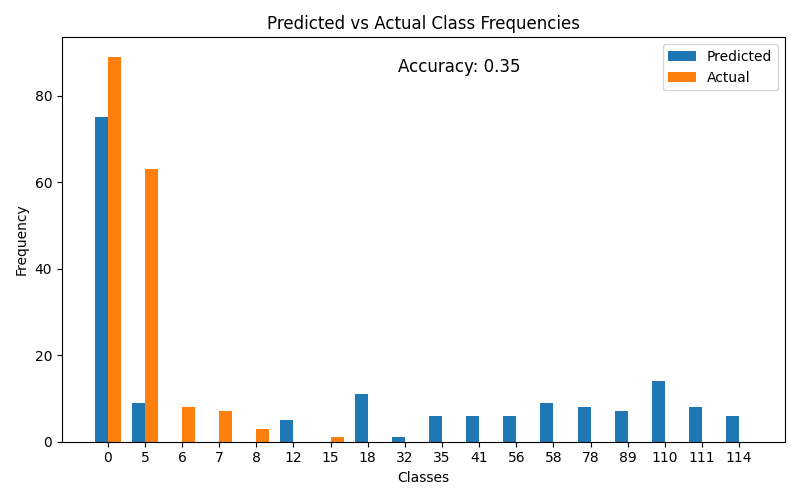 Predicted vs Actual Class Frequencies
Accuracy: 0.35
Predicted
Actual
Frequency
80
60
40
20
0
0 5 6 7 8 12 15 18 32 35 41 56 58 78 89 110 111 114
Classes